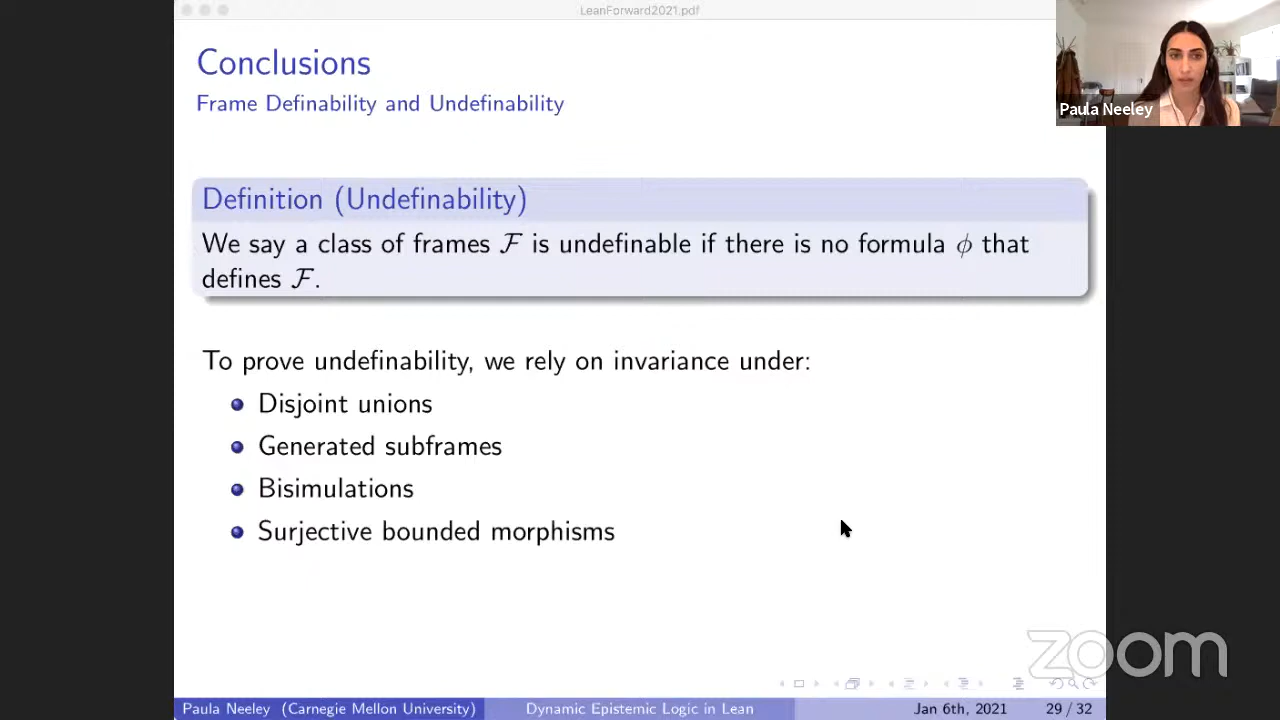 LeanForward2021.pdf
Conclusions
Frame Definability and Undefinability
Paula Neeley
Definition (Undefinability)
We say a class of frames ℱ is undefinable if there is no formula ϕ that
defines ℱ.
To prove undefinability, we rely on invariance under:
Disjoint unions
Generated subframes
Bisimulations
Surjective bounded morphisms
zoom
Paula Neeley (Carnegie Mellon University)
Dynamic Epistemic Logic in Lean
Jan 6th, 2021
29 / 32